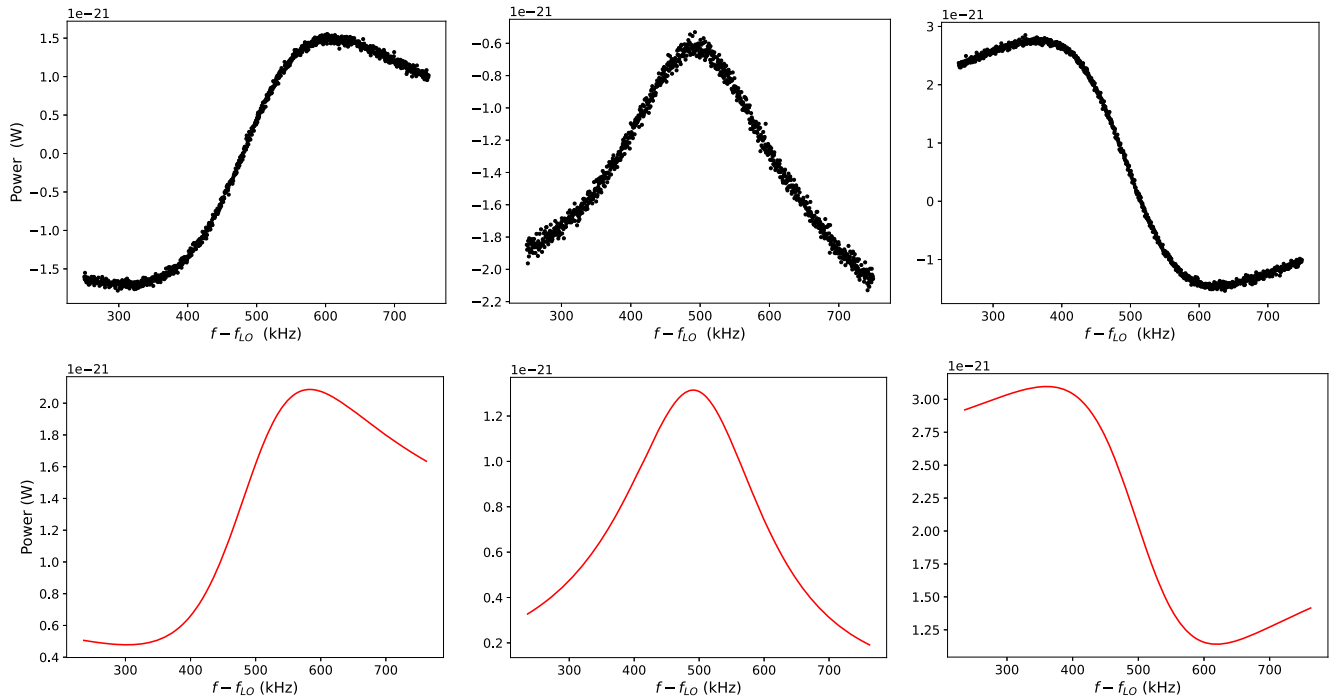 1e−21
1.5
1.0
0.5
0.0
−0.5
−1.0
−1.5
Power (W)
300 400 500 600 700
f − f_LO (kHz)
1e−21
−0.6
−0.8
−1.0
−1.2
−1.4
−1.6
−1.8
−2.0
−2.2
300 400 500 600 700
f − f_LO (kHz)
1e−21
3
2
1
0
−1
300 400 500 600 700
f − f_LO (kHz)
1e−21
2.0
1.8
1.6
1.4
1.2
1.0
0.8
0.6
0.4
Power (W)
300 400 500 600 700
f − f_LO (kHz)
1e−21
1.2
1.0
0.8
0.6
0.4
0.2
300 400 500 600 700
f − f_LO (kHz)
1e−21
3.00
2.75
2.50
2.25
2.00
1.75
1.50
1.25
300 400 500 600 700
f − f_LO (kHz)